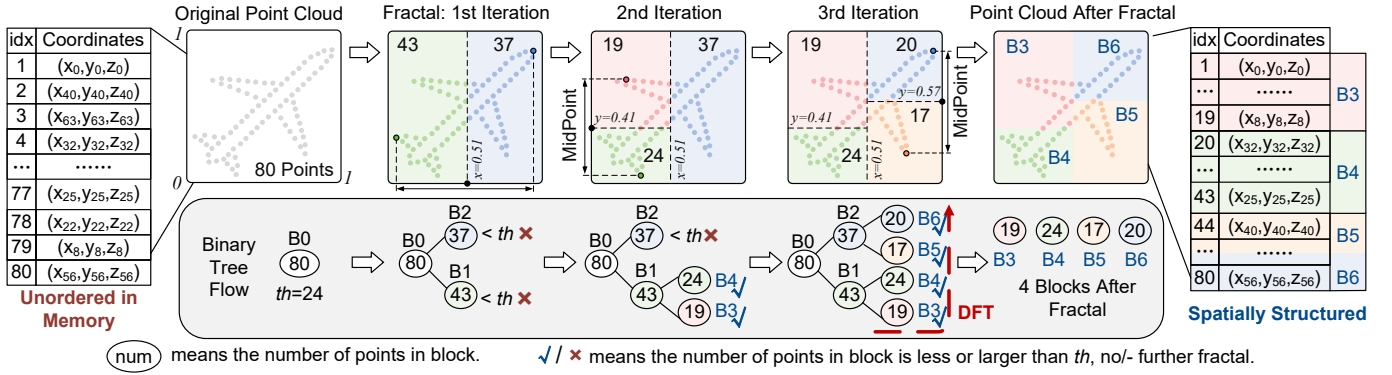 Original Point Cloud
Fractal: 1st Iteration
2nd Iteration
3rd Iteration
Point Cloud After Fractal
idx Coordinates
1 (x0,y0,z0)
2 (x40,y40,z40)
3 (x63,y63,z63)
4 (x32,y32,z32)
... ......
77 (x25,y25,z25)
78 (x22,y22,z22)
79 (x8,y8,z8)
80 (x56,y56,z56)
Unordered in
Memory
1
80 Points
0 1
43 37
x=0.51
19 37
MidPoint
y=0.41
24
x=0.51
19 20
y=0.57
y=0.41
17
24
x=0.51
MidPoint
B3 B6
B5
B4
idx Coordinates
1 (x0,y0,z0)
... ......
19 (x8,y8,z8)
B3
20 (x32,y32,z32)
... ......
43 (x25,y25,z25)
B4
44 (x40,y40,z40)
... ......
B5
80 (x56,y56,z56)
B6
Spatially Structured
Binary
Tree
Flow
B0
80
th=24
B2
37 < th ×
B0
80
B1
43 < th ×
B2
37 < th ×
B0
80
B1
43
24 B4 √
19 B3 √
B2
37
B0
80
B1
43
20 B6 √
17 B5 √
24 B4 √
19 B3 √
DFT
19 24 17 20
B3 B4 B5 B6
4 Blocks After
Fractal
num means the number of points in block.
√ / × means the number of points in block is less or larger than th, no/- further fractal.